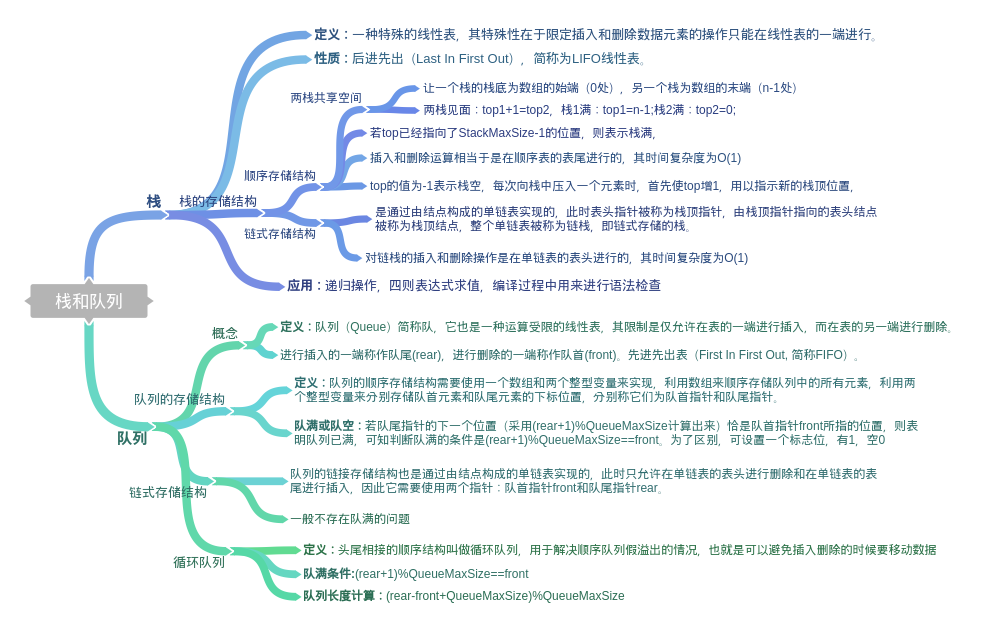 定义：一种特殊的线性表，其特殊性在于限定插入和删除数据元素的操作只能在线性表的一端进行。
性质：后进先出（Last In First Out），简称为LIFO线性表。
两栈共享空间
让一个栈的栈底为数组的始端（0处），另一个栈为数组的末端（n-1处）
两栈见面：top1+1=top2，栈1满：top1=n-1;栈2满：top2=0;
若top已经指向了StackMaxSize-1的位置，则表示栈满，
插入和删除运算相当于是在顺序表的表尾进行的，其时间复杂度为O(1)
顺序存储结构
top的值为-1表示栈空，每次向栈中压入一个元素时，首先使top增1，用以指示新的栈顶位置，
栈
栈的存储结构
是通过由结点构成的单链表实现的，此时表头指针被称为栈顶指针，由栈顶指针指向的表头结点
被称为栈顶结点，整个单链表被称为链栈，即链式存储的栈。
链式存储结构
对链栈的插入和删除操作是在单链表的表头进行的，其时间复杂度为O(1)
应用：递归操作，四则表达式求值，编译过程中用来进行语法检查
栈和队列
概念
定义：队列（Queue）简称队，它也是一种运算受限的线性表，其限制是仅允许在表的一端进行插入，而在表的另一端进行删除。
进行插入的一端称作队尾(rear)，进行删除的一端称作队首(front)。先进先出表（First In First Out, 简称FIFO）。
定义：队列的顺序存储结构需要使用一个数组和两个整型变量来实现，利用数组来顺序存储队列中的所有元素，利用两
个整型变量来分别存储队首元素和队尾元素的下标位置，分别称它们为队首指针和队尾指针。
队列的存储结构
队满或队空：若队尾指针的下一个位置（采用(rear+1)%QueueMaxSize计算出来）恰是队首指针front所指的位置，则表
明队列已满，可知判断队满的条件是(rear+1)%QueueMaxSize==front。为了区别，可设置一个标志位，有1，空0
队列
队列的链接存储结构也是通过由结点构成的单链表实现的，此时只允许在单链表的表头进行删除和在单链表的表
尾进行插入，因此它需要使用两个指针：队首指针front和队尾指针rear。
链式存储结构
一般不存在队满的问题
循环队列
定义：头尾相接的顺序结构叫做循环队列，用于解决顺序队列假溢出的情况，也就是可以避免插入删除的时候要移动数据
队满条件:(rear+1)%QueueMaxSize==front
队列长度计算：(rear-front+QueueMaxSize)%QueueMaxSize